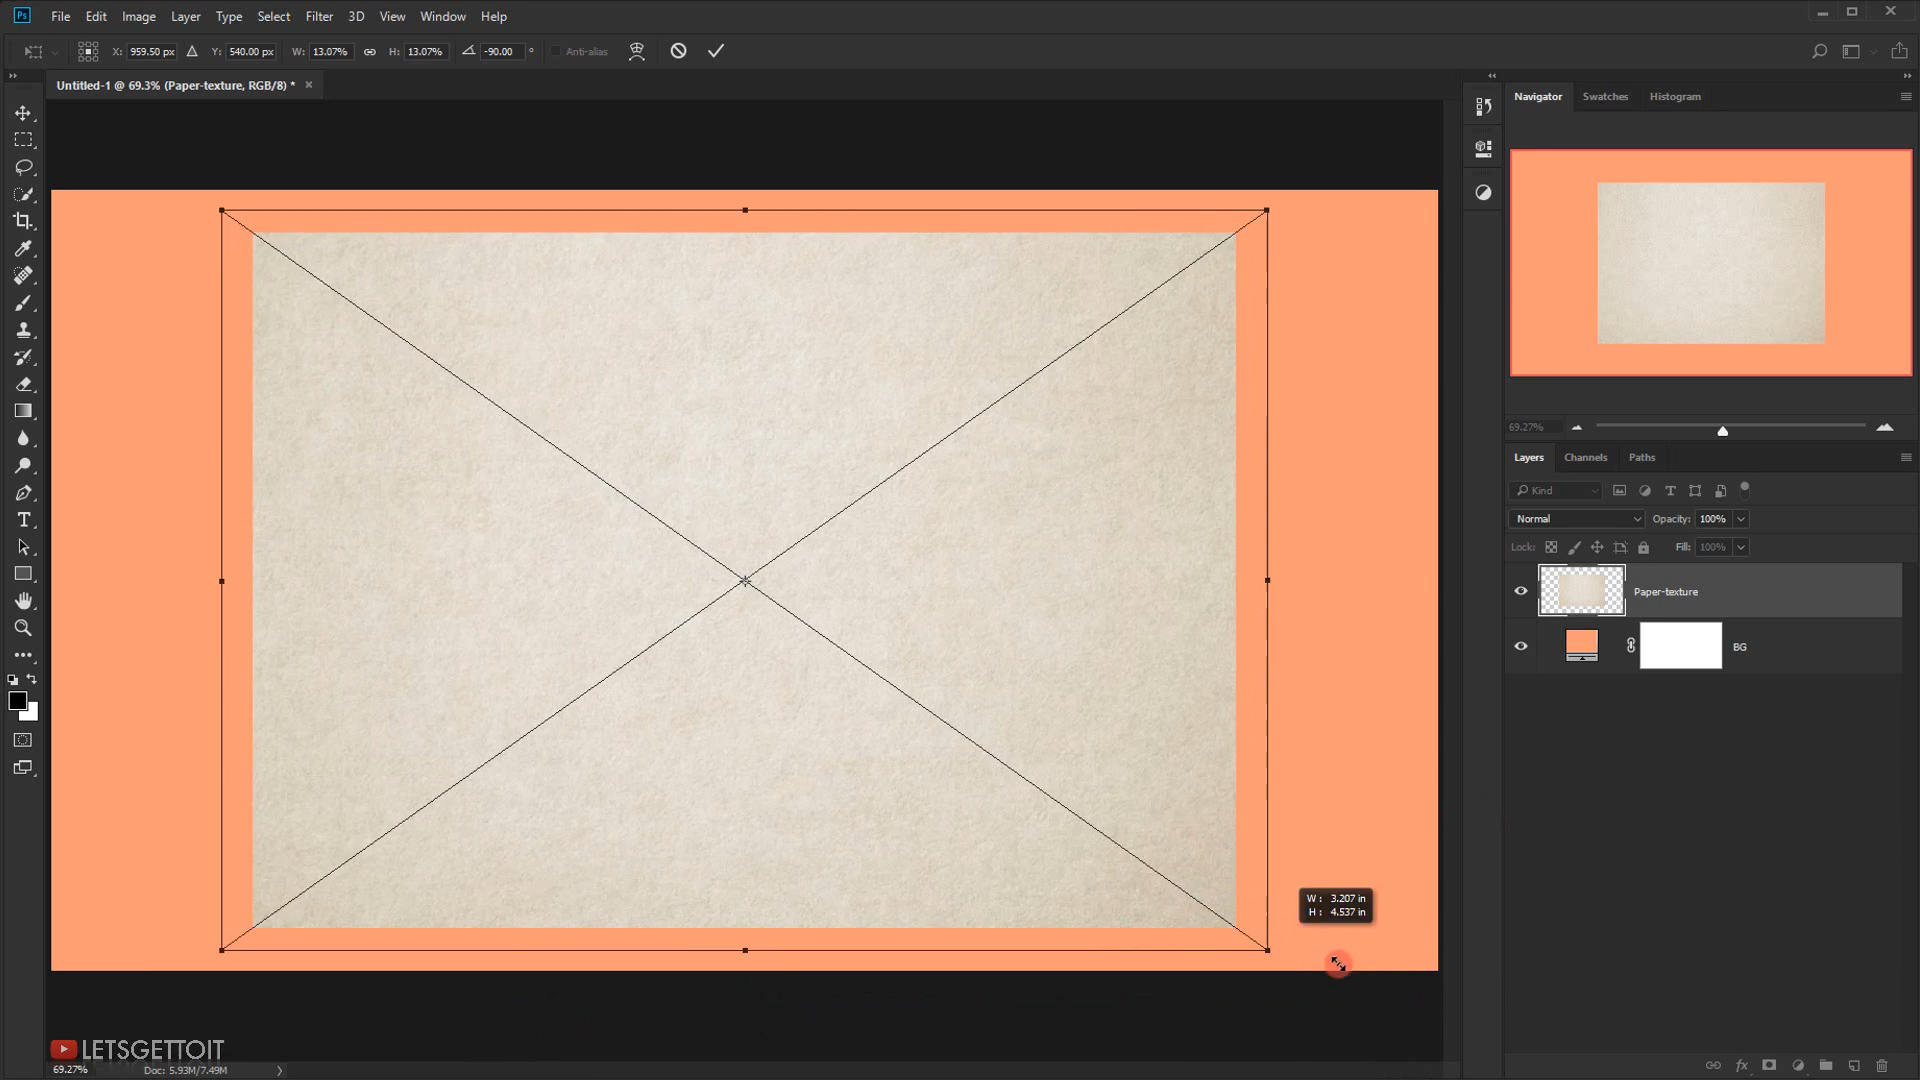 Ps File Edit Image Layer Type Select Filter 3D View Window Help
X: 959.50 px Y: 540.00 px W: 13.07% H: 13.07% -90.00 ° Anti-alias
Untitled-1 @ 69.3% (Paper-texture, RGB/8) * ×
Navigator Swatches Histogram
69.27%
Layers Channels Paths
Kind
Normal Opacity: 100%
Lock: Fill: 100%
Paper-texture
BG
W: 3.207 in
H: 4.537 in
LETSGETTOIT
69.27% Doc: 5.93M/7.49M
fx